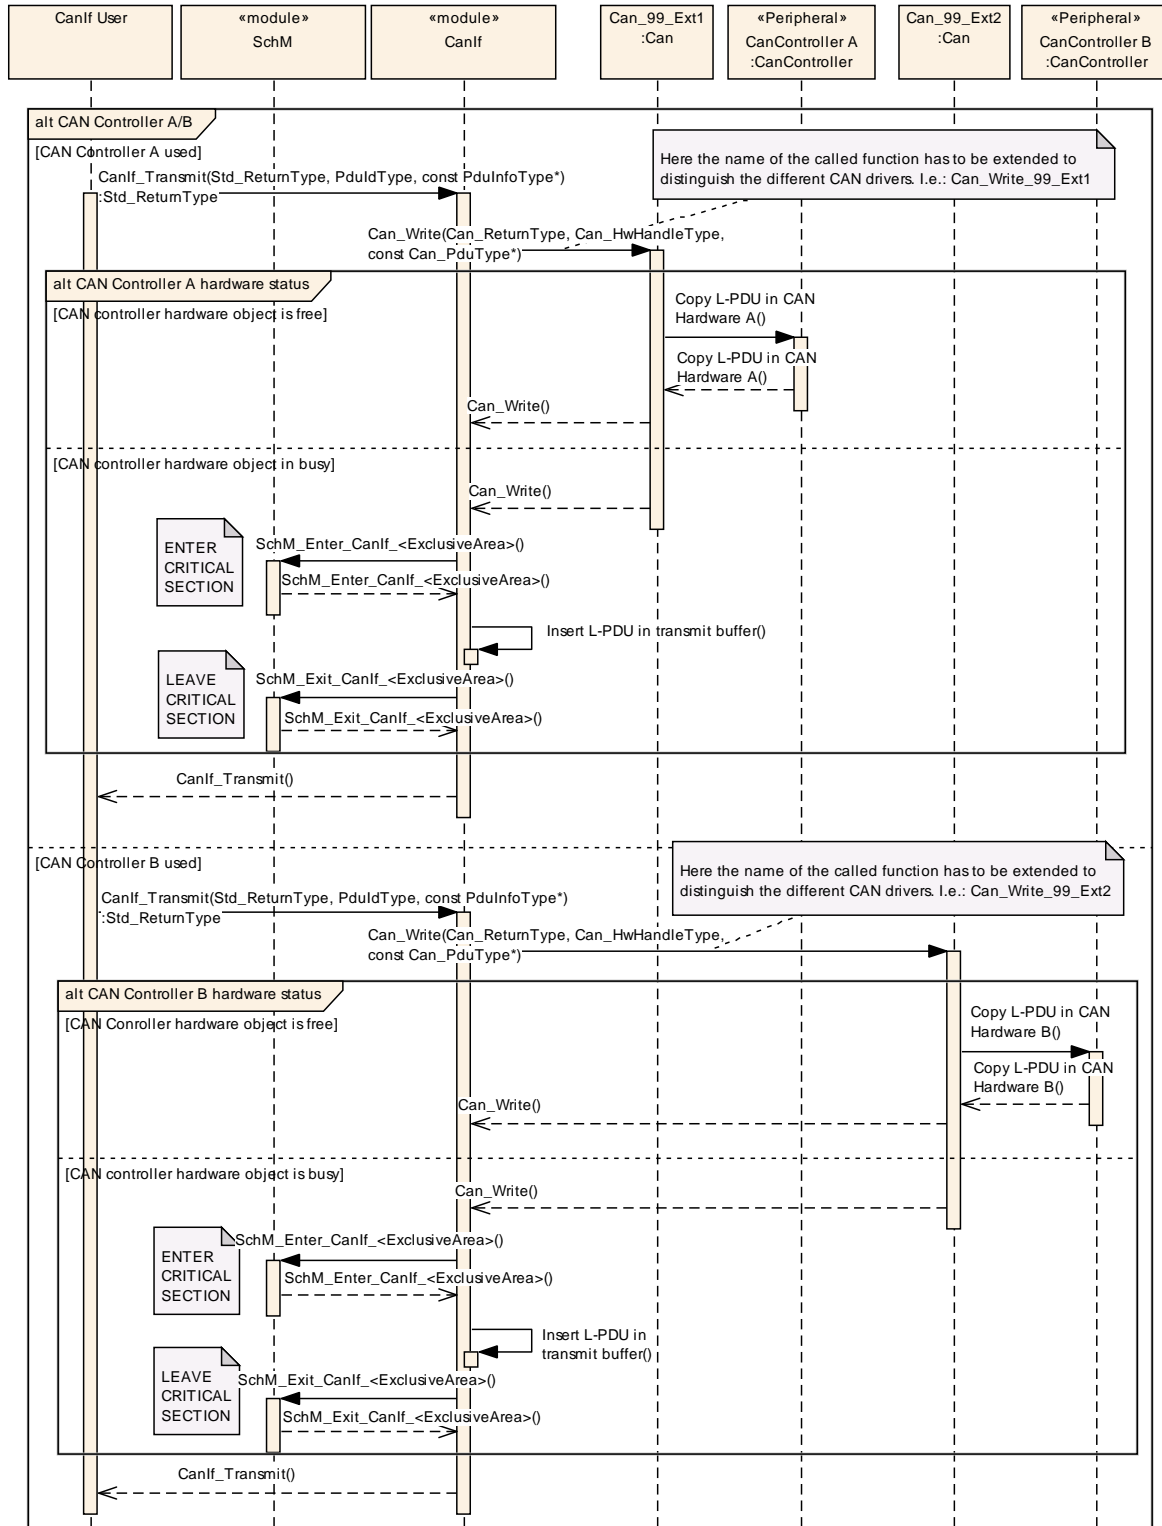 CanIf User
«module»
SchM
«module»
CanIf
Can_99_Ext1
:Can
«Peripheral»
CanController A
:CanController
Can_99_Ext2
:Can
«Peripheral»
CanController B
:CanController
alt CAN Controller A/B
[CAN Controller A used]
Here the name of the called function has to be extended to
distinguish the different CAN drivers. I.e.: Can_Write_99_Ext1
CanIf_Transmit(Std_ReturnType, PduIdType, const PduInfoType*)
:Std_ReturnType
Can_Write(Can_ReturnType, Can_HwHandleType,
const Can_PduType*)
alt CAN Controller A hardware status
[CAN controller hardware object is free]
Copy L-PDU in CAN
Hardware A()
Copy L-PDU in CAN
Hardware A()
Can_Write()
[CAN controller hardware object in busy]
Can_Write()
ENTER
CRITICAL
SECTION
SchM_Enter_CanIf_<ExclusiveArea>()
SchM_Enter_CanIf_<ExclusiveArea>()
Insert L-PDU in transmit buffer()
LEAVE
CRITICAL
SECTION
SchM_Exit_CanIf_<ExclusiveArea>()
SchM_Exit_CanIf_<ExclusiveArea>()
CanIf_Transmit()
[CAN Controller B used]
Here the name of the called function has to be extended to
distinguish the different CAN drivers. I.e.: Can_Write_99_Ext2
CanIf_Transmit(Std_ReturnType, PduIdType, const PduInfoType*)
:Std_ReturnType
Can_Write(Can_ReturnType, Can_HwHandleType,
const Can_PduType*)
alt CAN Controller B hardware status
[CAN Conroller hardware object is free]
Copy L-PDU in CAN
Hardware B()
Copy L-PDU in CAN
Hardware B()
Can_Write()
[CAN controller hardware object is busy]
Can_Write()
ENTER
CRITICAL
SECTION
SchM_Enter_CanIf_<ExclusiveArea>()
SchM_Enter_CanIf_<ExclusiveArea>()
Insert L-PDU in
transmit buffer()
LEAVE
CRITICAL
SECTION
SchM_Exit_CanIf_<ExclusiveArea>()
SchM_Exit_CanIf_<ExclusiveArea>()
CanIf_Transmit()